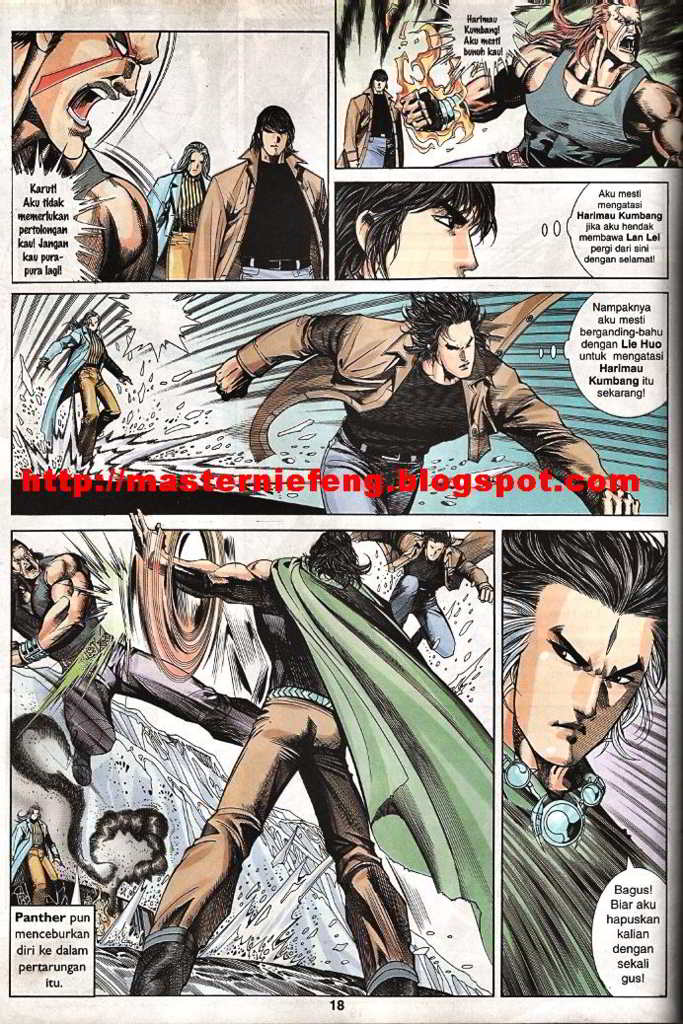 Karut!
Aku tidak
memerlukan
pertolongan
kau! Jangan
kau pura-
pura lagi!
Harimau
Kumbang!
Aku mesti
bunuh kau!
Aku mesti
mengatasi
Harimau Kumbang
jika aku hendak
membawa Lan Lei
pergi dari sini
dengan selamat!
Nampaknya
aku mesti
berganding-bahu
dengan Lie Huo
untuk mengatasi
Harimau
Kumbang itu
sekarang!
http://masterniefeng.blogspot.com
Panther pun
menceburkan
diri ke dalam
pertarungan
itu.
Bagus!
Biar aku
hapuskan
kalian
dengan
sekali
gus!
18